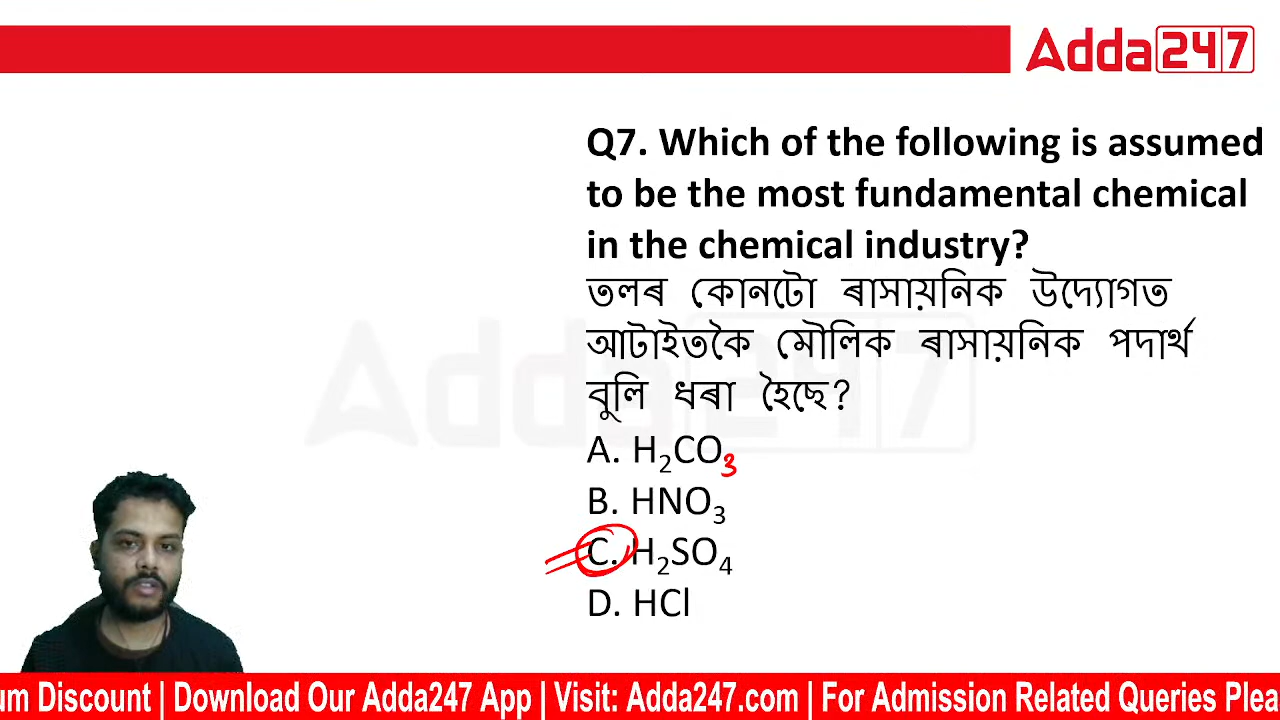 Adda247
Q7. Which of the following is assumed
to be the most fundamental chemical
in the chemical industry?
তলৰ কোনটো ৰাসায়নিক উদ্যোগত
আটাইতকৈ মৌলিক ৰাসায়নিক পদাৰ্থ
বুলি ধৰা হৈছে?
Adda247
A. H₂CO₃
B. HNO₃
C. H₂SO₄
D. HCl
um Discount | Download Our Adda247 App | Visit: Adda247.com | For Admission Related Queries Plea